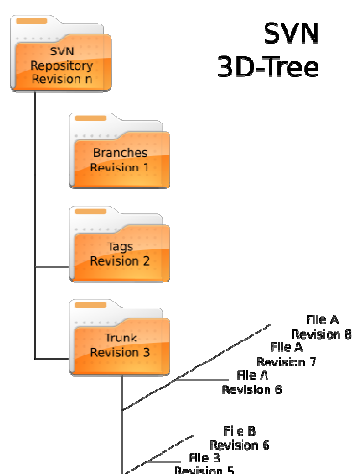 SVN
3D-Tree
SVN
Repository
Revision n
Branches
Revision 1
Tags
Revision 2
Trunk
Revision 3
File A
Revision 8
File A
Revision 7
File A
Revision 6
File B
Revision 6
File 3
Revision 5